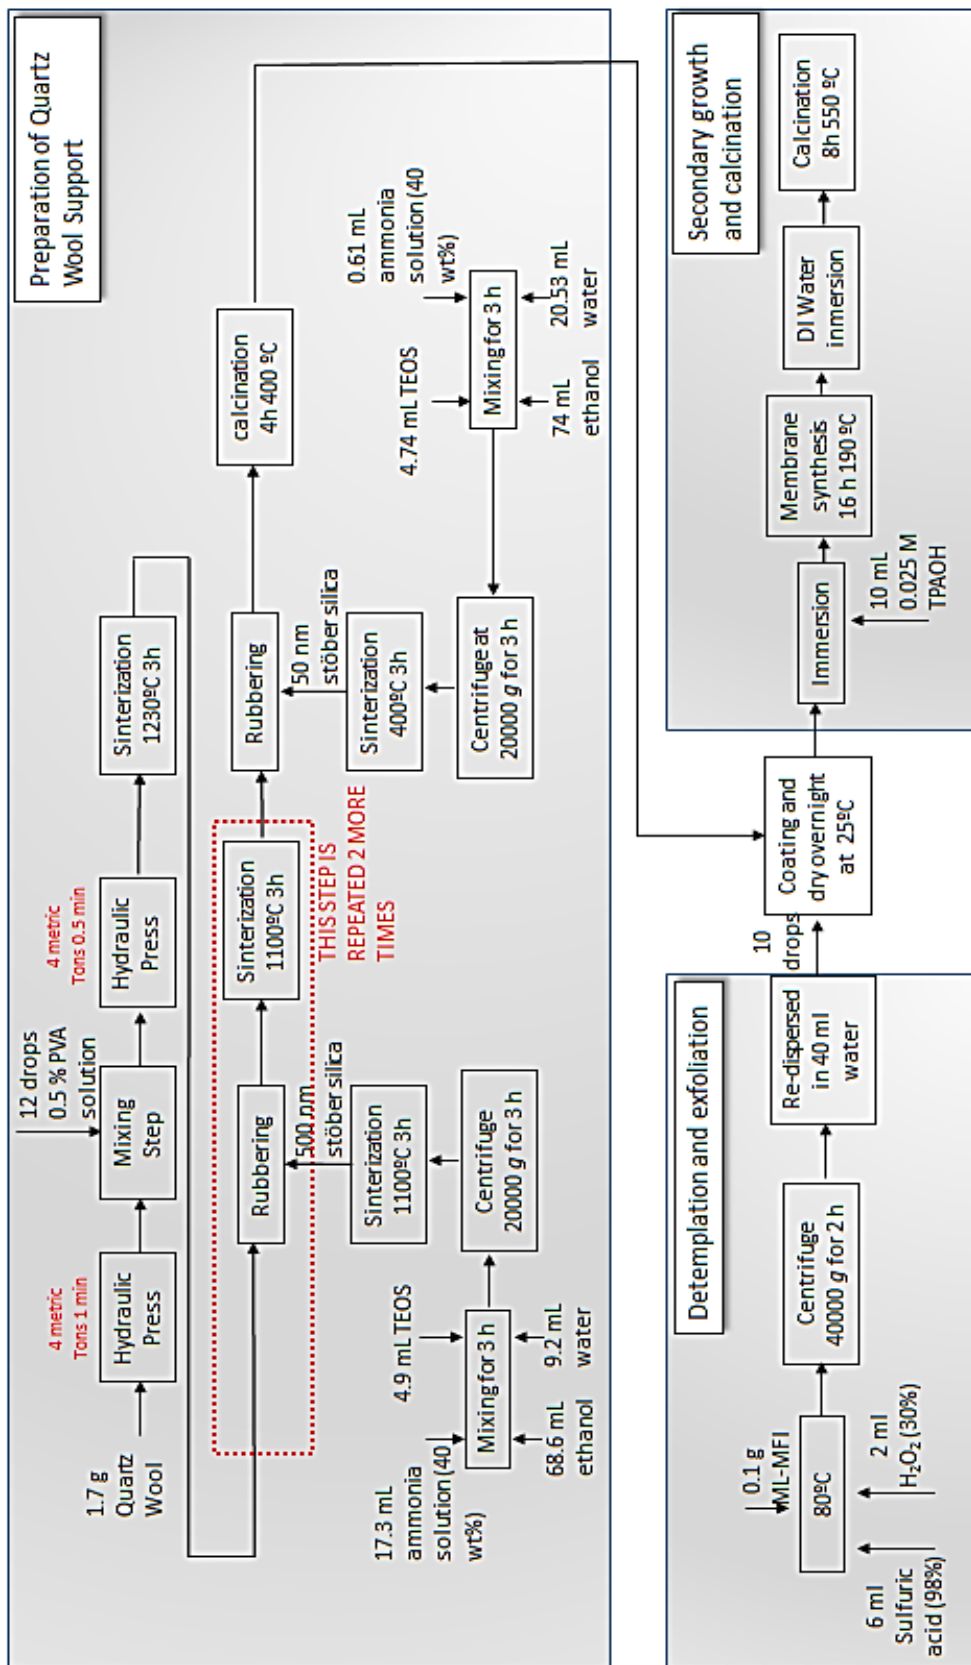 Preparation of Quartz
Wool Support
1.7 g
Quartz
Wool
4 metric
Tons 1 min
Hydraulic
Press
12 drops
0.5 % PVA
solution
Mixing
Step
4 metric
Tons 0.5 min
Hydraulic
Press
Sinterization
1230ºC 3h
Rubbering
500 nm
stöber silica
Sinterization
1100ºC 3h
THIS STEP IS
REPEATED 2 MORE
TIMES
Rubbering
50 nm
stöber silica
calcination
4h 400 ºC
17.3 mL
ammonia
solution (40
wt%)
4.9 mL TEOS
Mixing for 3 h
68.6 mL
ethanol
9.2 mL
water
Centrifuge
20000 g for 3 h
Sinterization
1100ºC 3h
Sinterization
400ºC 3h
Centrifuge at
20000 g for 3 h
4.74 mL TEOS
0.61 mL
ammonia
solution (40
wt%)
Mixing for 3 h
74 mL
ethanol
20.53 mL
water
Detemplation and exfoliation
0.1 g
ML-MFI
80ºC
6 ml
Sulfuric
acid (98%)
2 ml
H₂O₂ (30%)
Centrifuge
40000 g for 2 h
Re-dispersed
in 40 ml
water
10
drops
Coating and
dry overnight
at 25ºC
Secondary growth
and calcination
Immersion
10 mL
0.025 M
TPAOH
Membrane
synthesis
16 h 190 ºC
DI Water
inmersion
Calcination
8h 550 ºC